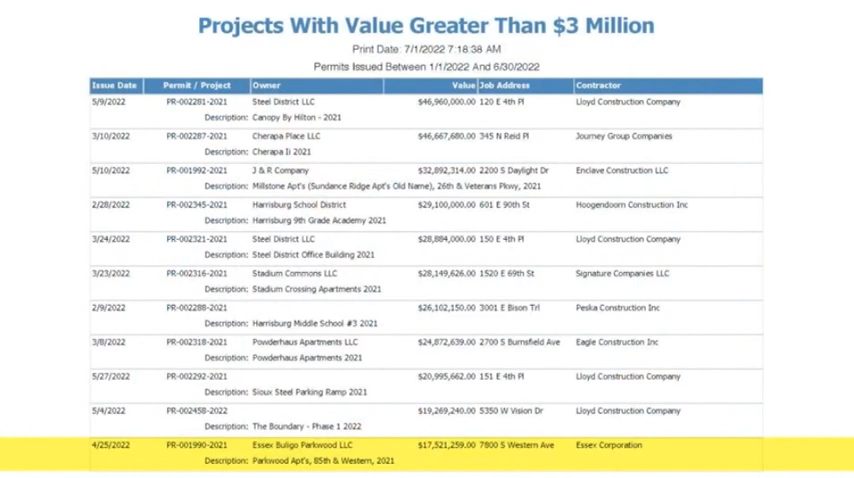 Projects With Value Greater Than $3 Million
Print Date: 7/1/2022 7:18:38 AM
Permits Issued Between 1/1/2022 And 6/30/2022
Issue Date Permit / Project Owner Value Job Address Contractor
5/9/2022 PR-002281-2021 Steel District LLC $46,960,000.00 120 E 4th Pl Lloyd Construction Company
Description: Canopy By Hilton - 2021
3/10/2022 PR-002287-2021 Cherapa Place LLC $46,667,680.00 345 N Reid Pl Journey Group Companies
Description: Cherapa Ii 2021
5/10/2022 PR-001992-2021 J & R Company $32,892,314.00 2200 S Daylight Dr Enclave Construction LLC
Description: Millstone Apt's (Sundance Ridge Apt's Old Name), 26th & Veterans Pkwy, 2021
2/28/2022 PR-002345-2021 Harrisburg School District $29,100,000.00 601 E 90th St Hoogendoorn Construction Inc
Description: Harrisburg 9th Grade Academy 2021
3/24/2022 PR-002321-2021 Steel District LLC $28,884,000.00 150 E 4th Pl Lloyd Construction Company
Description: Steel District Office Building 2021
3/23/2022 PR-002316-2021 Stadium Commons LLC $28,149,626.00 1520 E 69th St Signature Companies LLC
Description: Stadium Crossing Apartments 2021
2/9/2022 PR-002288-2021 $26,102,150.00 3001 E Bison Trl Peska Construction Inc
Description: Harrisburg Middle School #3 2021
3/8/2022 PR-002318-2021 Powderhaus Apartments LLC $24,872,639.00 2700 S Burnsfield Ave Eagle Construction Inc
Description: Powderhaus Apartments 2021
5/27/2022 PR-002292-2021 $20,995,662.00 151 E 4th Pl Lloyd Construction Company
Description: Sioux Steel Parking Ramp 2021
5/4/2022 PR-002458-2022 $19,269,240.00 5350 W Vision Dr Lloyd Construction Company
Description: The Boundary - Phase 1 2022
4/25/2022 PR-001990-2021 Essex Buligo Parkwood LLC $17,521,259.00 7800 S Western Ave Essex Corporation
Description: Parkwood Apt's, 85th & Western, 2021